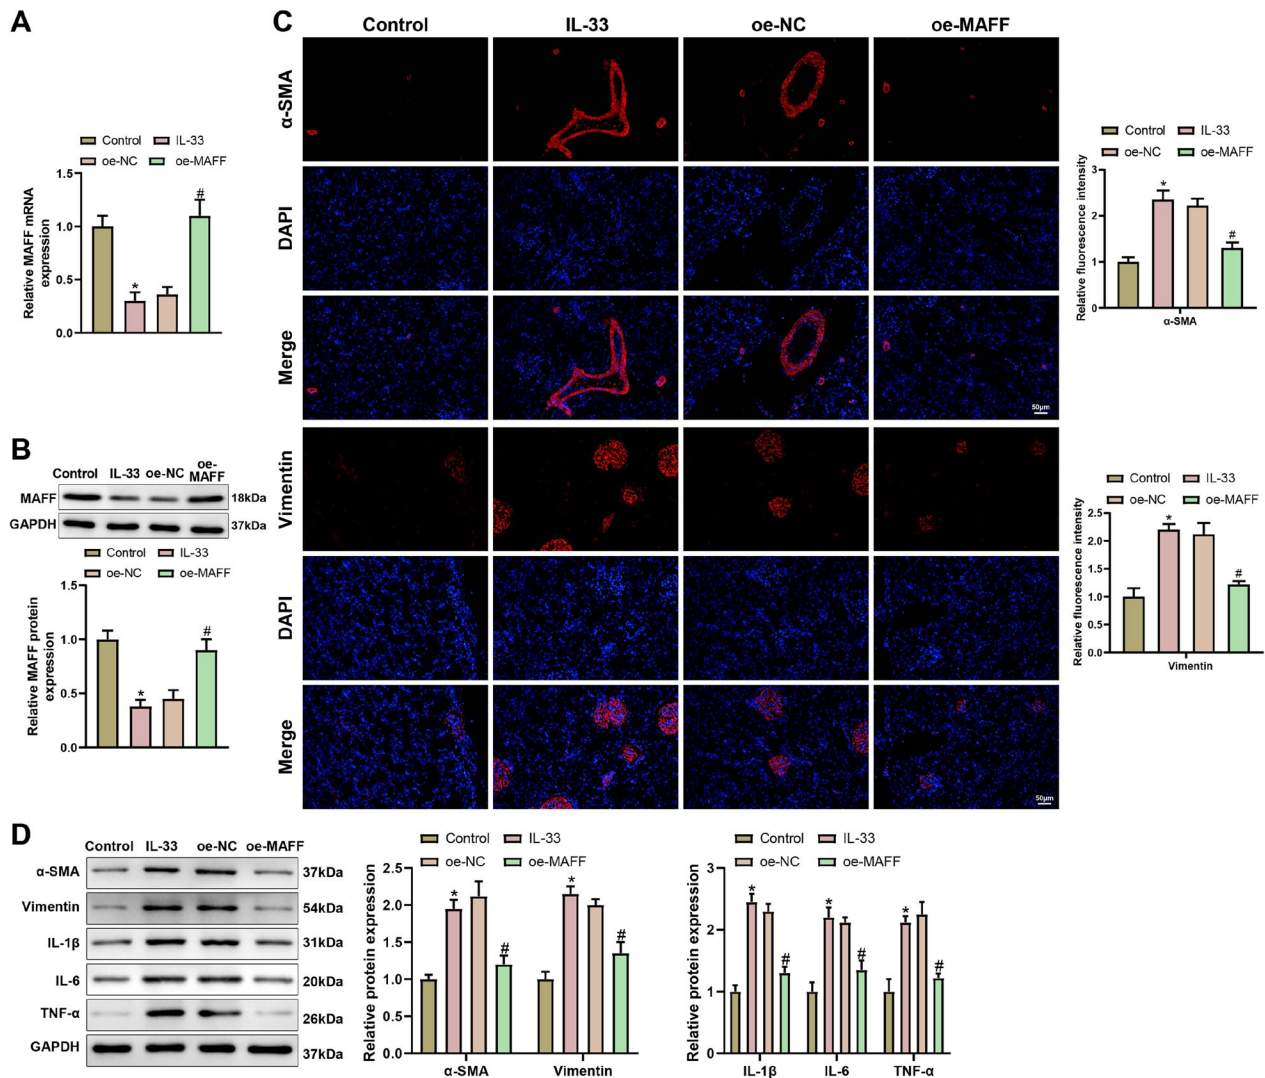 A
Control IL-33
oe-NC oe-MAFF
Relative MAFF mRNA
expression
1.5
1.0
0.5
0.0
*
#
B
Control IL-33 oe-NC oe-
MAFF
MAFF 18kDa
GAPDH 37kDa
Control IL-33
oe-NC oe-MAFF
Relative MAFF protein
expression
1.5
1.0
0.5
0.0
*
#
C
Control IL-33 oe-NC oe-MAFF
α-SMA
DAPI
Merge
50μm
Vimentin
DAPI
Merge
50μm
Control IL-33
oe-NC oe-MAFF
Relative fluorescence intensity
3
2
1
0
*
#
α-SMA
Control IL-33
oe-NC oe-MAFF
Relative fluorescence intensity
2.5
2.0
1.5
1.0
0.5
0.0
*
#
Vimentin
D
Control IL-33 oe-NC oe-MAFF
α-SMA 37kDa
Vimentin 54kDa
IL-1β 31kDa
IL-6 20kDa
TNF-α 26kDa
GAPDH 37kDa
Control IL-33
oe-NC oe-MAFF
Relative protein expression
2.5
2.0
1.5
1.0
0.5
0.0
* # * #
α-SMA Vimentin
Control IL-33
oe-NC oe-MAFF
Relative protein expression
3
2
1
0
* # * # * #
IL-1β IL-6 TNF-α